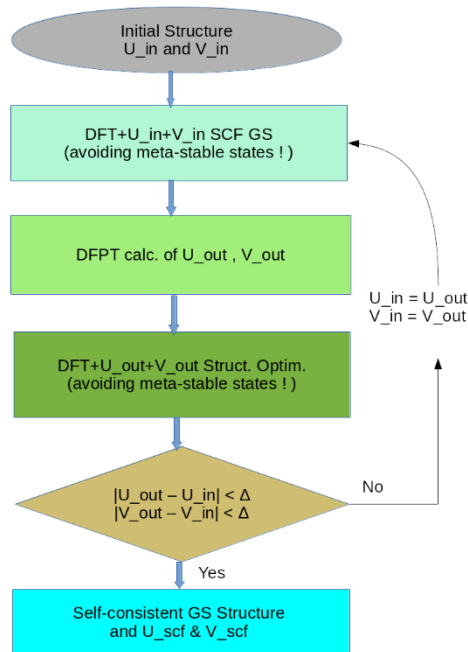 Initial Structure
U_in and V_in
DFT+U_in+V_in SCF GS
(avoiding meta-stable states ! )
DFPT calc. of U_out , V_out
U_in = U_out
V_in = V_out
DFT+U_out+V_out Struct. Optim.
(avoiding meta-stable states ! )
|U_out – U_in| < Δ
|V_out – V_in| < Δ
No
Yes
Self-consistent GS Structure
and U_scf & V_scf